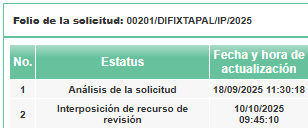 Folio de la solicitud: 00201/DIFIXTAPAL/IP/2025
No. Estatus Fecha y hora de
actualización
1 Análisis de la solicitud 18/09/2025 11:30:18
2 Interposición de recurso de
revisión 10/10/2025
09:45:10